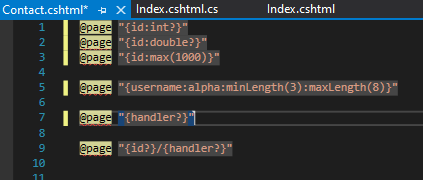 Contact.cshtml* Index.cshtml.cs Index.cshtml
1 @page "{id:int?}"
2 @page "{id:double?}"
3 @page "{id:max(1000)}"
4
5 @page "{username:alpha:minLength(3):maxLength(8)}"
6
7 @page "{handler?}"
8
9 @page "{id?}/{handler?}"
10
11